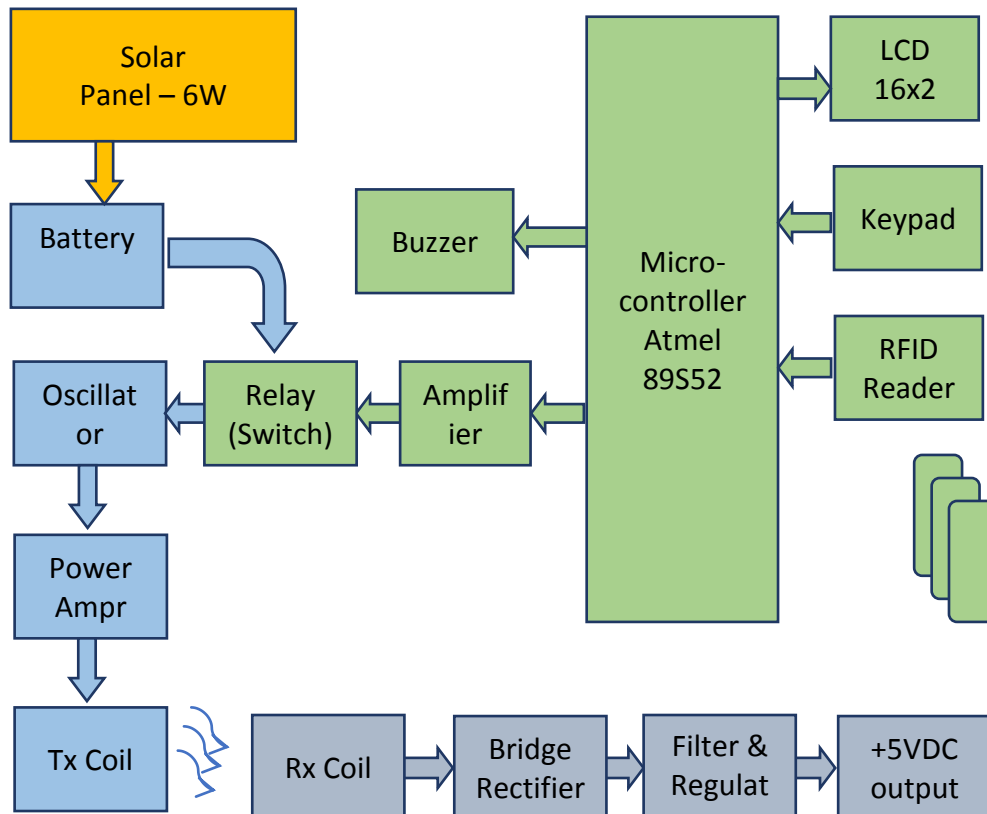 Solar
Panel – 6W
LCD
16x2
Battery
Buzzer
Keypad
Micro-
controller
Atmel
89S52
RFID
Reader
Oscillat
or
Relay
(Switch)
Amplif
ier
Power
Ampr
Tx Coil
Rx Coil
Bridge
Rectifier
Filter &
Regulat
+5VDC
output